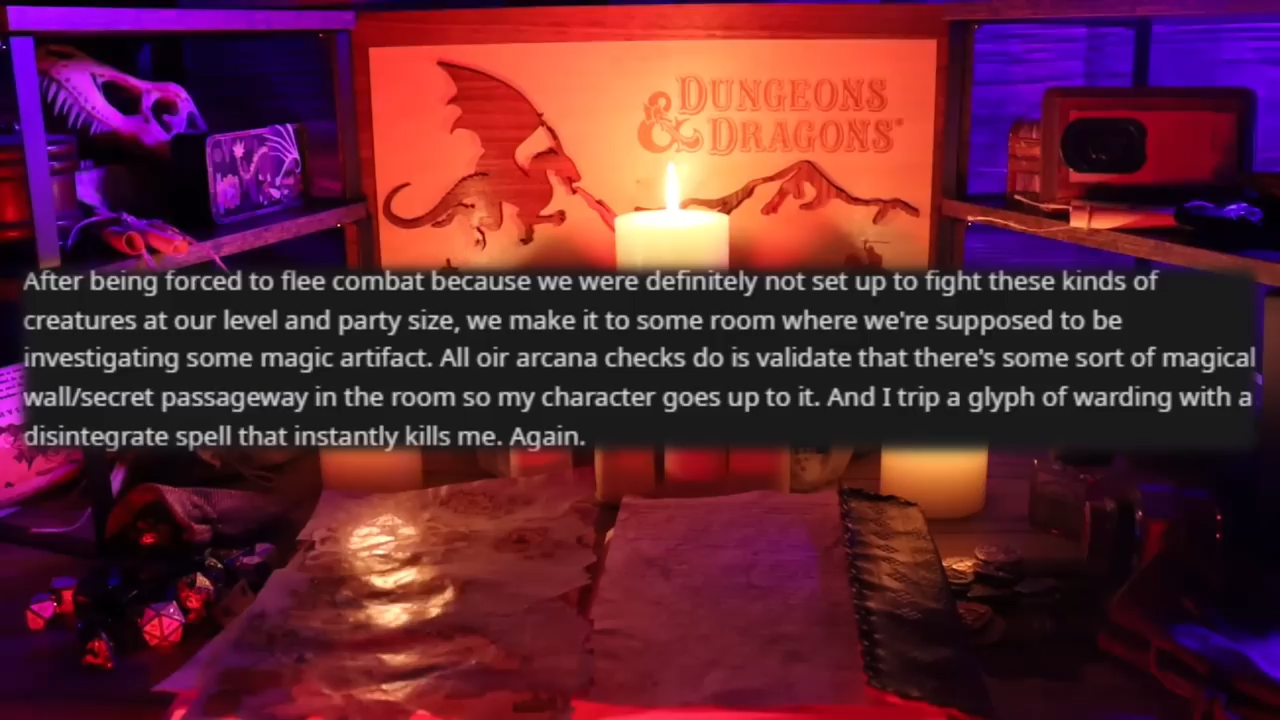 DUNGEONS
& DRAGONS
After being forced to flee combat because we were definitely not set up to fight these kinds of
creatures at our level and party size, we make it to some room where we're supposed to be
investigating some magic artifact. All oir arcana checks do is validate that there's some sort of magical
wall/secret passageway in the room so my character goes up to it. And I trip a glyph of warding with a
disintegrate spell that instantly kills me. Again.